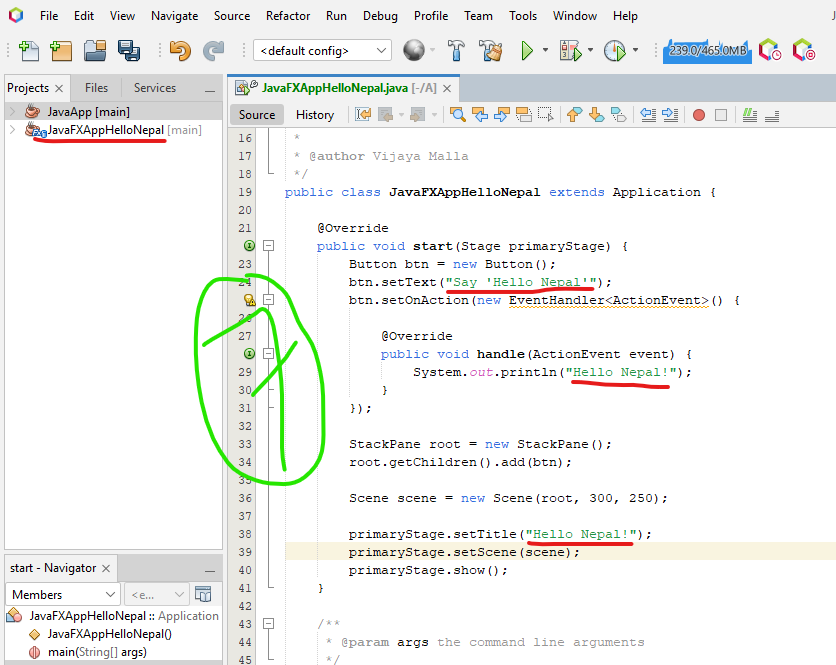 File Edit View Navigate Source Refactor Run Debug Profile Team Tools Window Help
<default config> 239.0/465.0MB
Projects Files Services
JavaApp [main]
JavaFXAppHelloNepal [main]
JavaFXAppHelloNepal.java [-/A]
Source History
16 *
17 * @author Vijaya Malla
18 */
19 public class JavaFXAppHelloNepal extends Application {
20
21 @Override
public void start(Stage primaryStage) {
23 Button btn = new Button();
24 btn.setText("Say 'Hello Nepal'");
btn.setOnAction(new EventHandler<ActionEvent>() {
26
27 @Override
public void handle(ActionEvent event) {
29 System.out.println("Hello Nepal!");
30 }
31 });
32
33 StackPane root = new StackPane();
34 root.getChildren().add(btn);
35
36 Scene scene = new Scene(root, 300, 250);
37
38 primaryStage.setTitle("Hello Nepal!");
39 primaryStage.setScene(scene);
40 primaryStage.show();
41 }
42
43 /**
44 * @param args the command line arguments
45 */
start - Navigator
Members <e...
JavaFXAppHelloNepal :: Application
JavaFXAppHelloNepal()
main(String[] args)